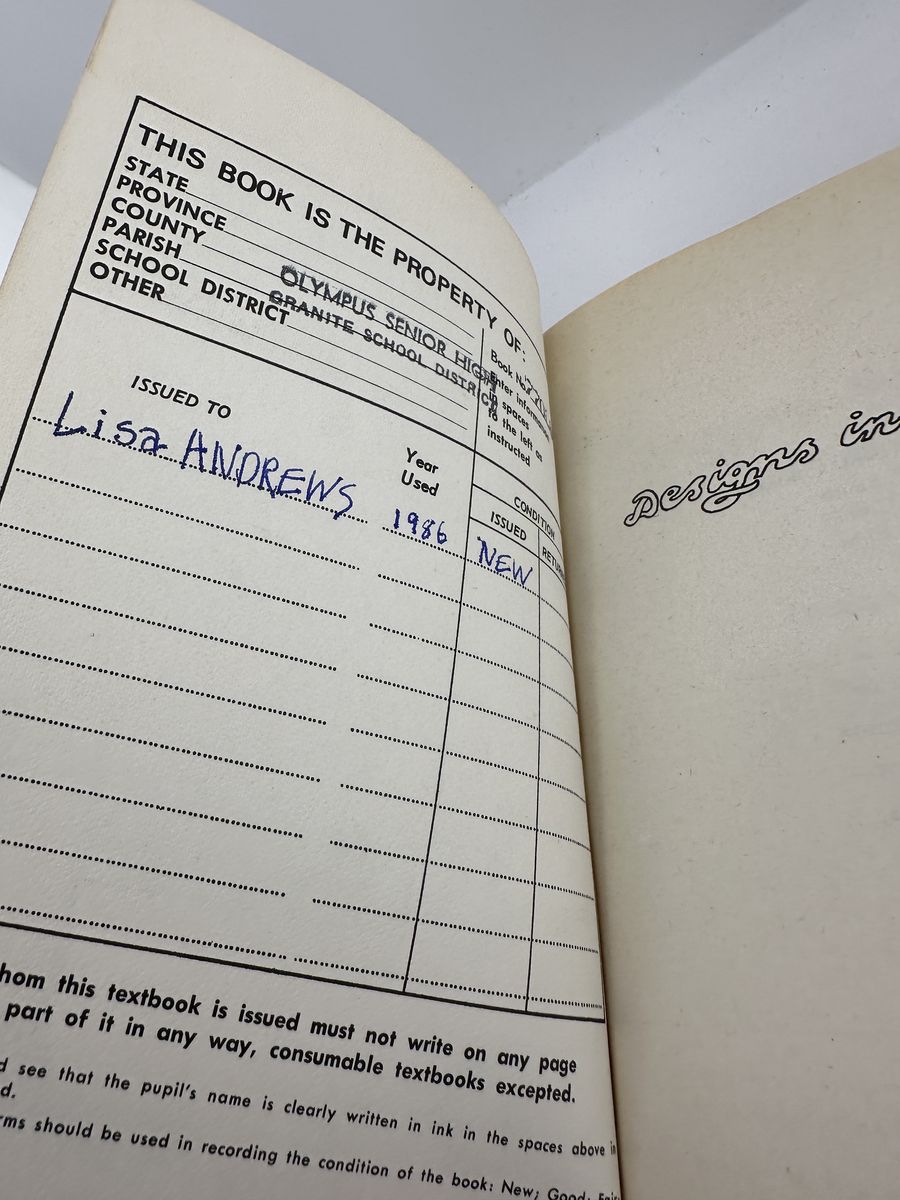 THIS BOOK IS THE PROPERTY OF:
STATE
PROVINCE
COUNTY
PARISH
SCHOOL DISTRICT
OTHER
OLYMPUS SENIOR HIGH
GRANITE SCHOOL DISTRICT
Book No.
Enter information
in spaces
to the left as
instructed
ISSUED TO
Year
Used
CONDITION
ISSUED
RETURN
Lisa ANDREWS 1986 NEW
hom this textbook is issued must not write on any page
part of it in any way, consumable textbooks excepted.
d see that the pupil's name is clearly written in ink in the spaces above in
d.
rms should be used in recording the condition of the book: New; Good; Fair
Designs in